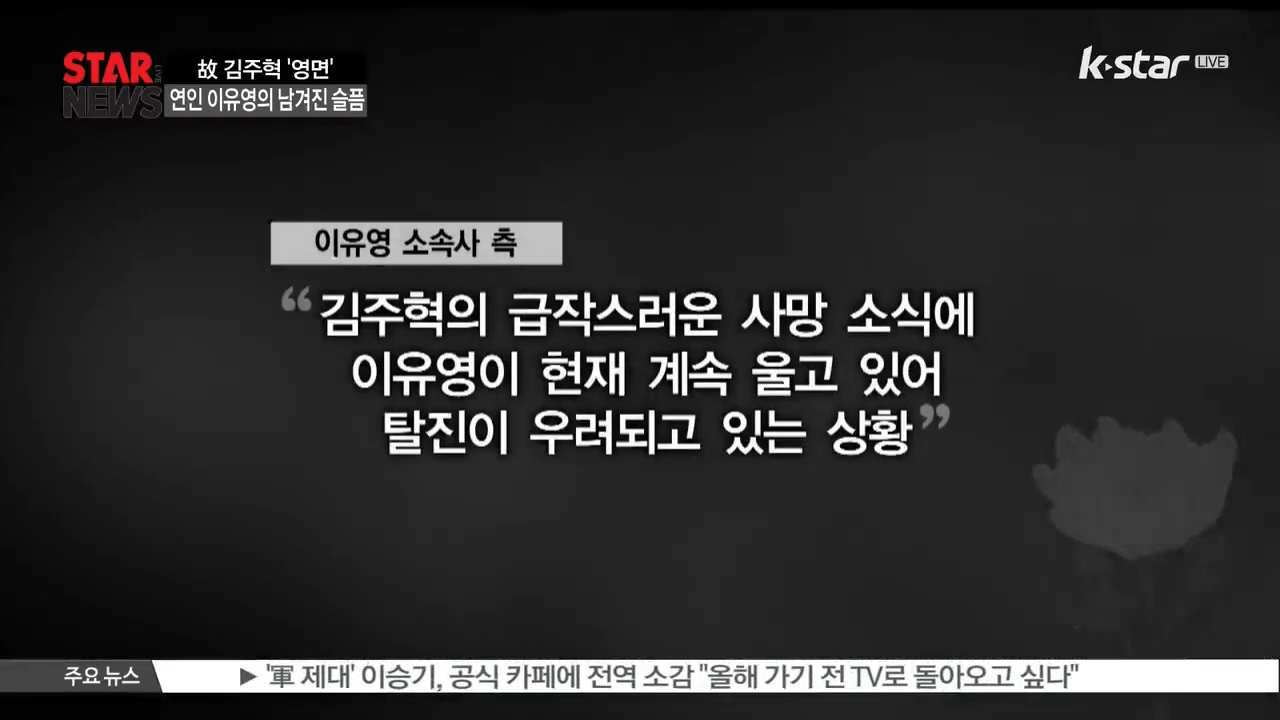 STAR LIVE
NEWS
故 김주혁 '영면'
연인 이유영의 남겨진 슬픔
k-star LIVE
이유영 소속사 측
“김주혁의 급작스러운 사망 소식에
이유영이 현재 계속 울고 있어
탈진이 우려되고 있는 상황”
주요 뉴스
▶ '軍 제대' 이승기, 공식 카페에 전역 소감 "올해 가기 전 TV로 돌아오고 싶다"